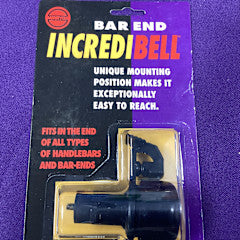 BAR END
INCREDIBELL
UNIQUE MOUNTING
POSITION MAKES IT
EXCEPTIONALLY
EASY TO REACH.
FITS IN THE END
OF ALL TYPES
OF HANDLEBARS
AND BAR-ENDS